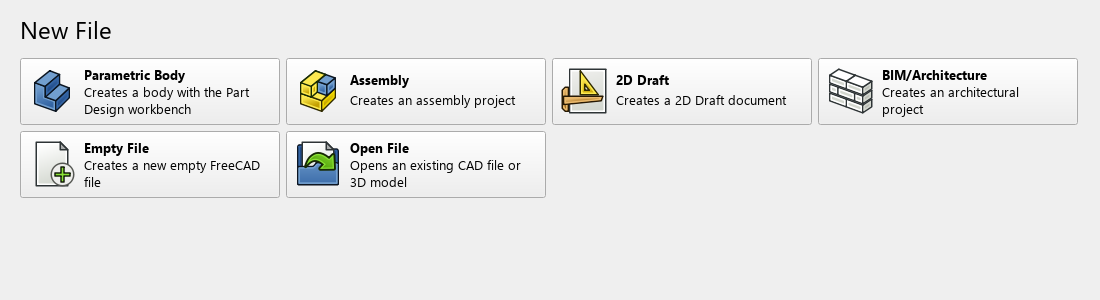 New File
Parametric Body
Creates a body with the Part
Design workbench
Assembly
Creates an assembly project
2D Draft
Creates a 2D Draft document
BIM/Architecture
Creates an architectural
project
Empty File
Creates a new empty FreeCAD
file
Open File
Opens an existing CAD file or
3D model